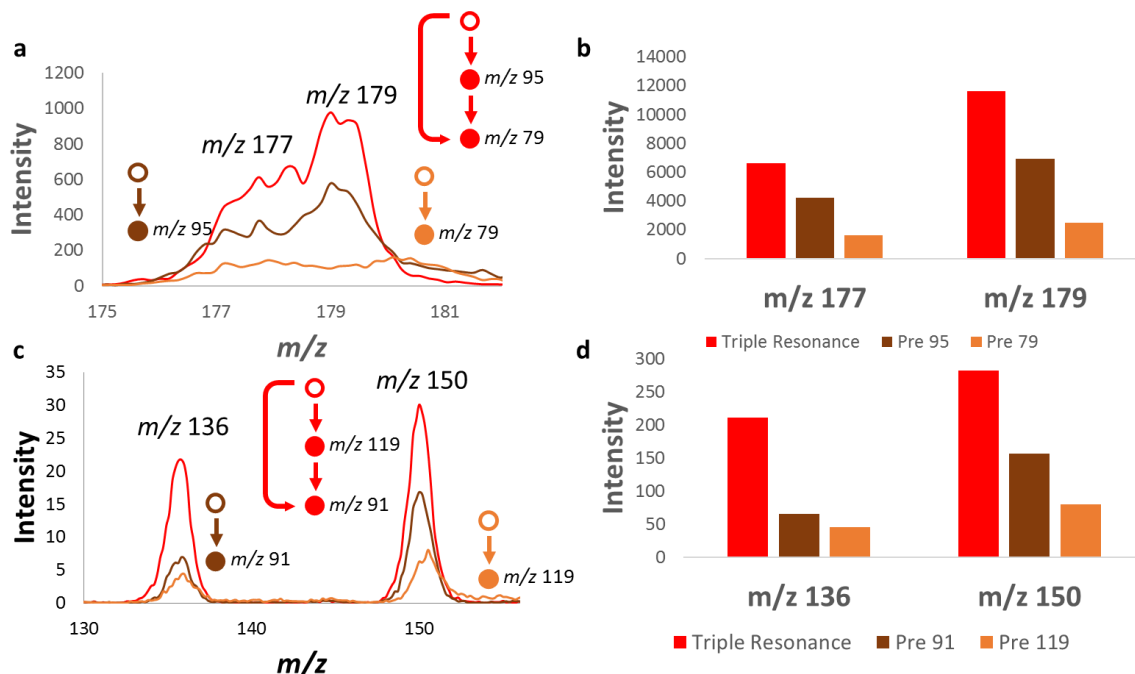 a
Intensity
1200
1000
800
600
400
200
0
175
177
179
181
m/z
m/z 177
m/z 179
m/z 95
m/z 79
m/z 95
m/z 79
b
Intensity
14000
12000
10000
8000
6000
4000
2000
0
m/z 177
m/z 179
Triple Resonance Pre 95 Pre 79
c
Intensity
35
30
25
20
15
10
5
0
130
140
150
m/z
m/z 136
m/z 150
m/z 119
m/z 91
m/z 91
m/z 119
d
Intensity
300
250
200
150
100
50
0
m/z 136
m/z 150
Triple Resonance Pre 91 Pre 119